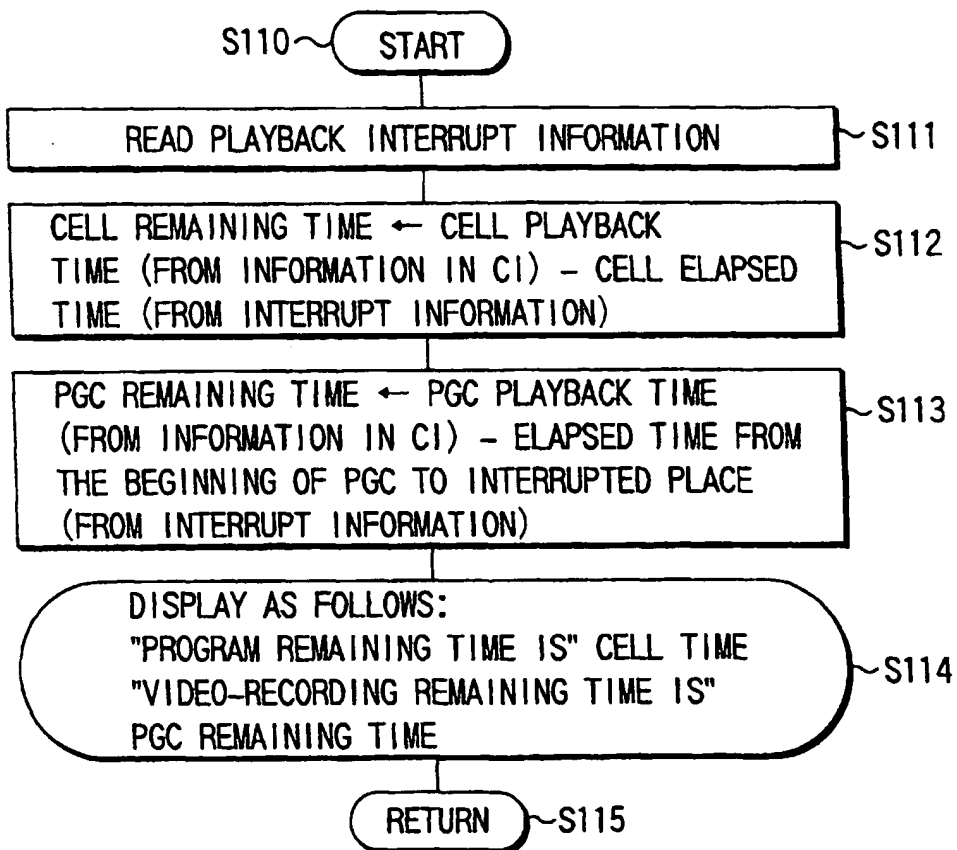 S110
START
READ PLAYBACK INTERRUPT INFORMATION
S111
CELL REMAINING TIME ← CELL PLAYBACK
TIME (FROM INFORMATION IN CI) – CELL ELAPSED
TIME (FROM INTERRUPT INFORMATION)
S112
PGC REMAINING TIME ← PGC PLAYBACK TIME
(FROM INFORMATION IN CI) – ELAPSED TIME FROM
THE BEGINNING OF PGC TO INTERRUPTED PLACE
(FROM INTERRUPT INFORMATION)
S113
DISPLAY AS FOLLOWS:
"PROGRAM REMAINING TIME IS" CELL TIME
"VIDEO-RECORDING REMAINING TIME IS"
PGC REMAINING TIME
S114
RETURN
S115